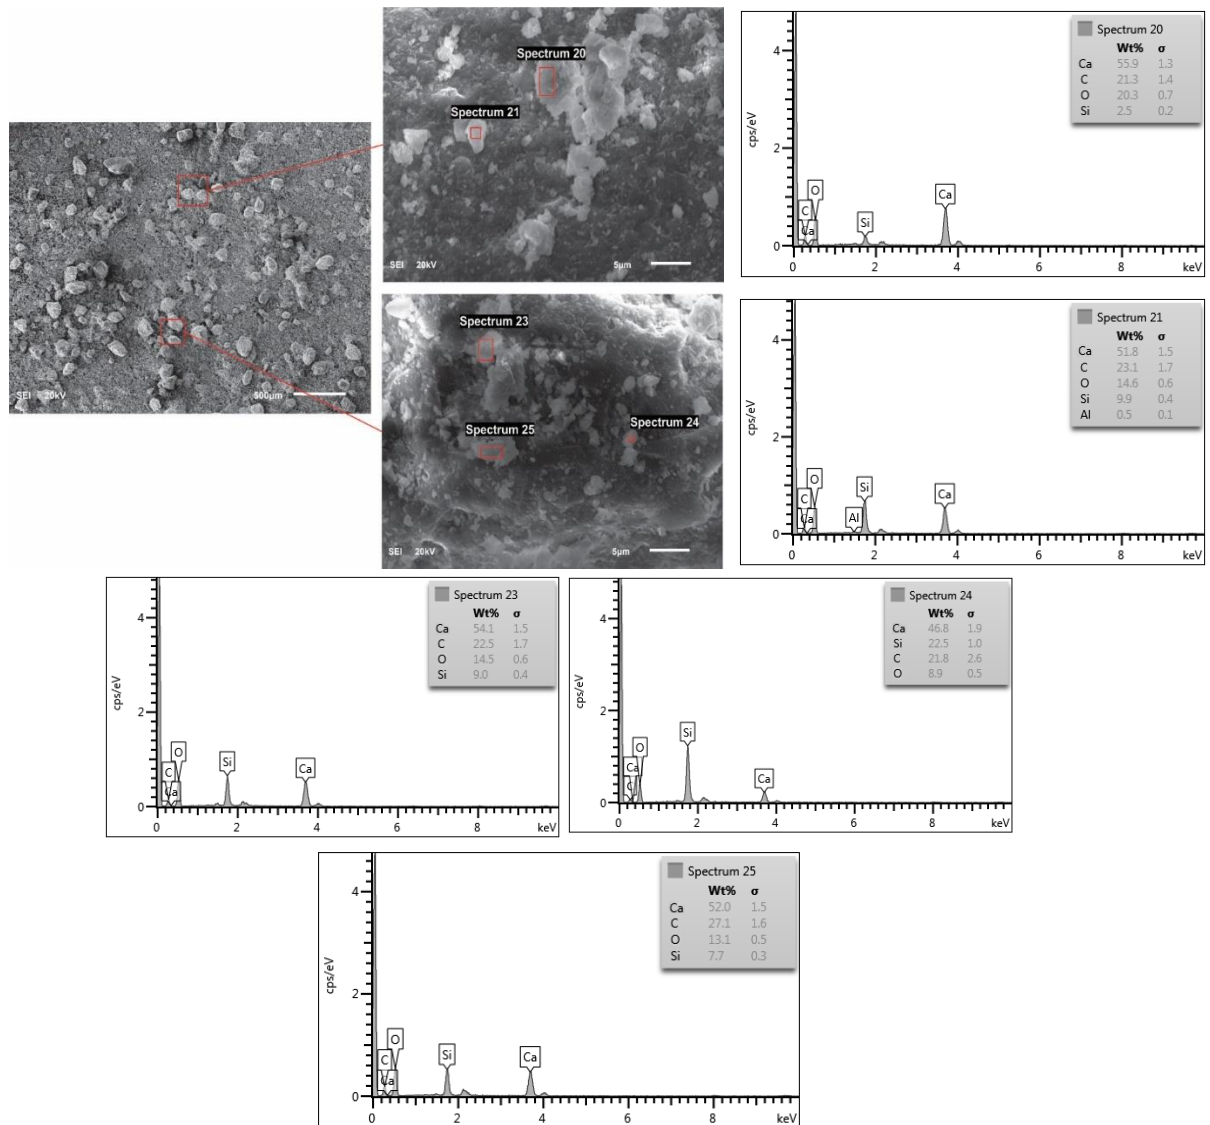 Spectrum 20
Spectrum 21
SEI 20kV
5µm
SEI 20kV
500µm
Spectrum 23
Spectrum 24
Spectrum 25
SEI 20kV
5µm
Spectrum 20
Wt% σ
Ca 55.9 1.3
C 21.3 1.4
O 20.3 0.7
Si 2.5 0.2
cps/eV
4
2
0
O
C
Ca
Si
Ca
0 2 4 6 8 keV
Spectrum 21
Wt% σ
Ca 51.8 1.5
C 23.1 1.7
O 14.6 0.6
Si 9.9 0.4
Al 0.5 0.1
cps/eV
4
2
0
O
C
Ca
Al
Si
Ca
0 2 4 6 8 keV
Spectrum 23
Wt% σ
Ca 54.1 1.5
C 22.5 1.7
O 14.5 0.6
Si 9.0 0.4
cps/eV
4
2
0
O
C
Ca
Si
Ca
0 2 4 6 8 keV
Spectrum 24
Wt% σ
Ca 46.8 1.9
Si 22.5 1.0
C 21.8 2.6
O 8.9 0.5
cps/eV
4
2
0
O
Ca
C
Si
Ca
0 2 4 6 8 keV
Spectrum 25
Wt% σ
Ca 52.0 1.5
C 27.1 1.6
O 13.1 0.5
Si 7.7 0.3
cps/eV
4
2
0
O
C
Ca
Si
Ca
0 2 4 6 8 keV